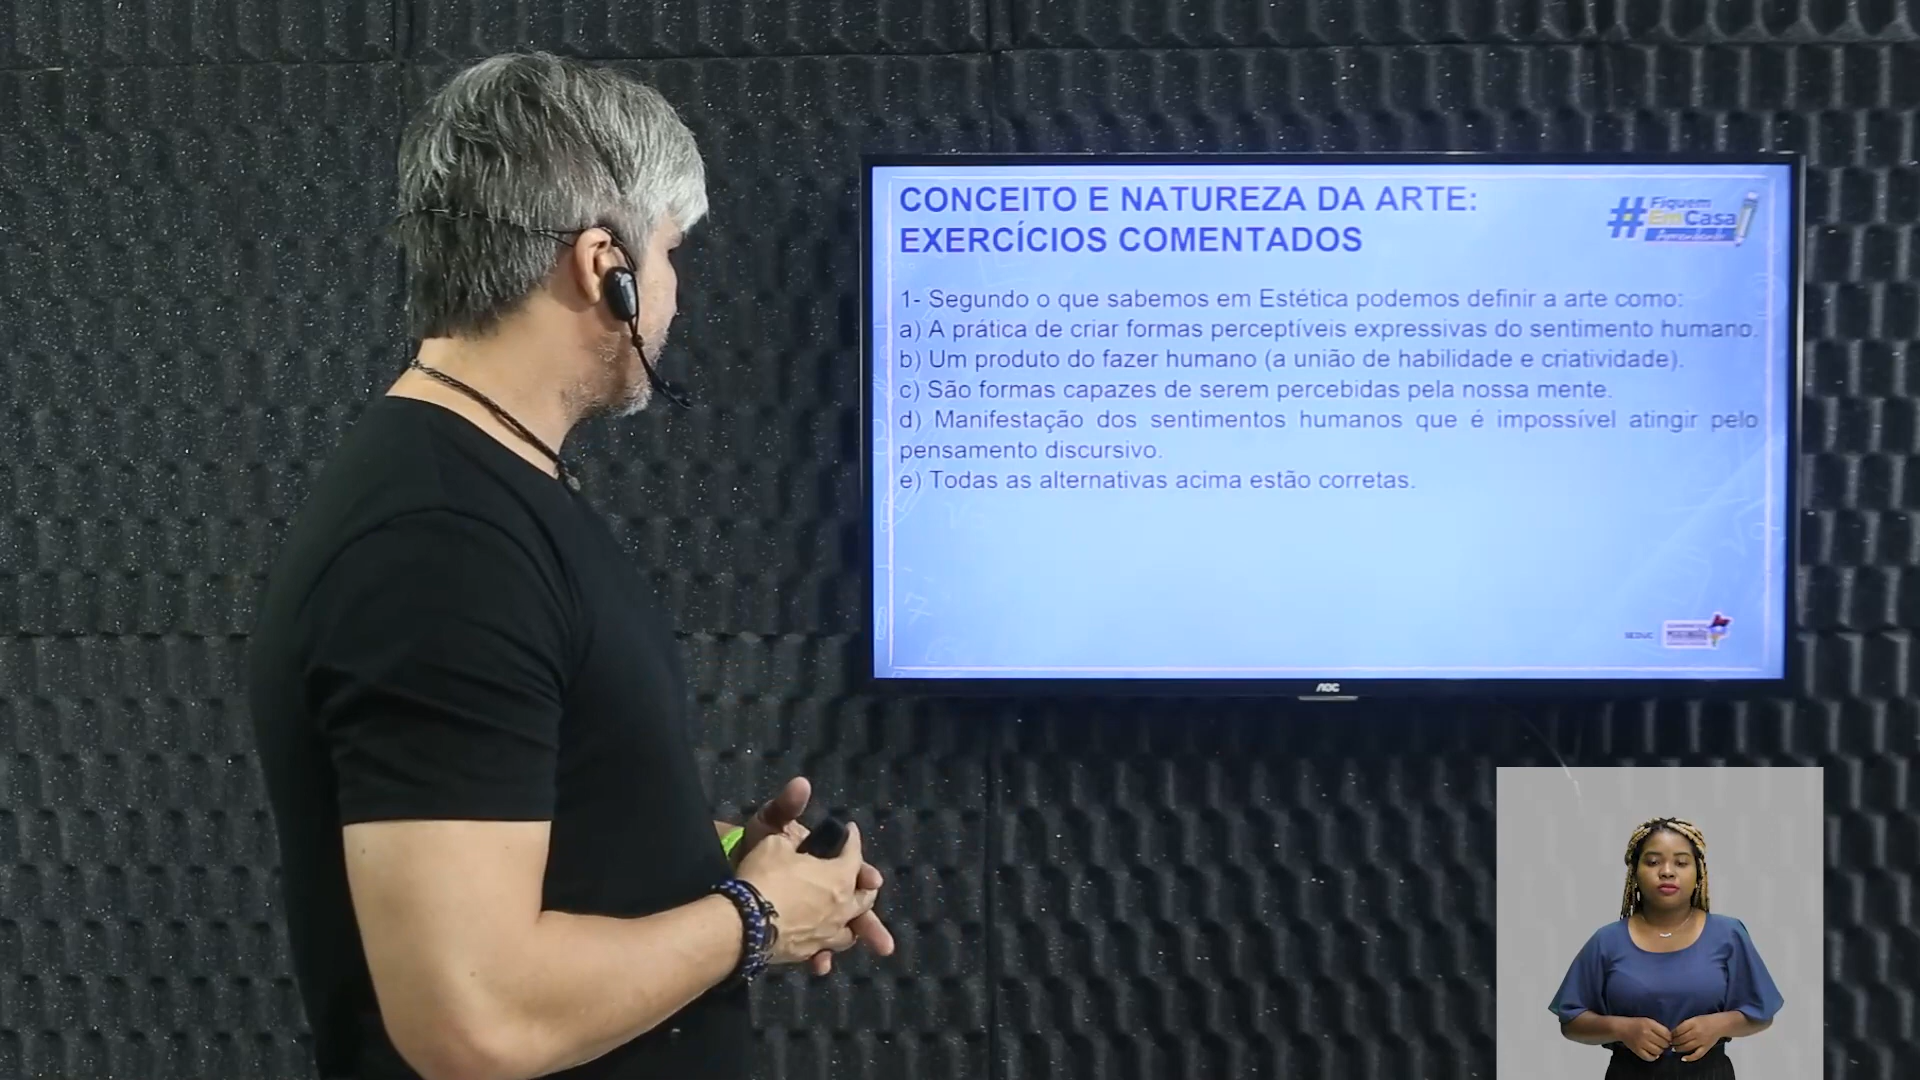 CONCEITO E NATUREZA DA ARTE:
EXERCÍCIOS COMENTADOS
#Fiquem
EmCasa
1- Segundo o que sabemos em Estética podemos definir a arte como:
a) A prática de criar formas perceptíveis expressivas do sentimento humano.
b) Um produto do fazer humano (a união de habilidade e criatividade).
c) São formas capazes de serem percebidas pela nossa mente.
d) Manifestação dos sentimentos humanos que é impossível atingir pelo
pensamento discursivo.
e) Todas as alternativas acima estão corretas.
SEDUC
AOC